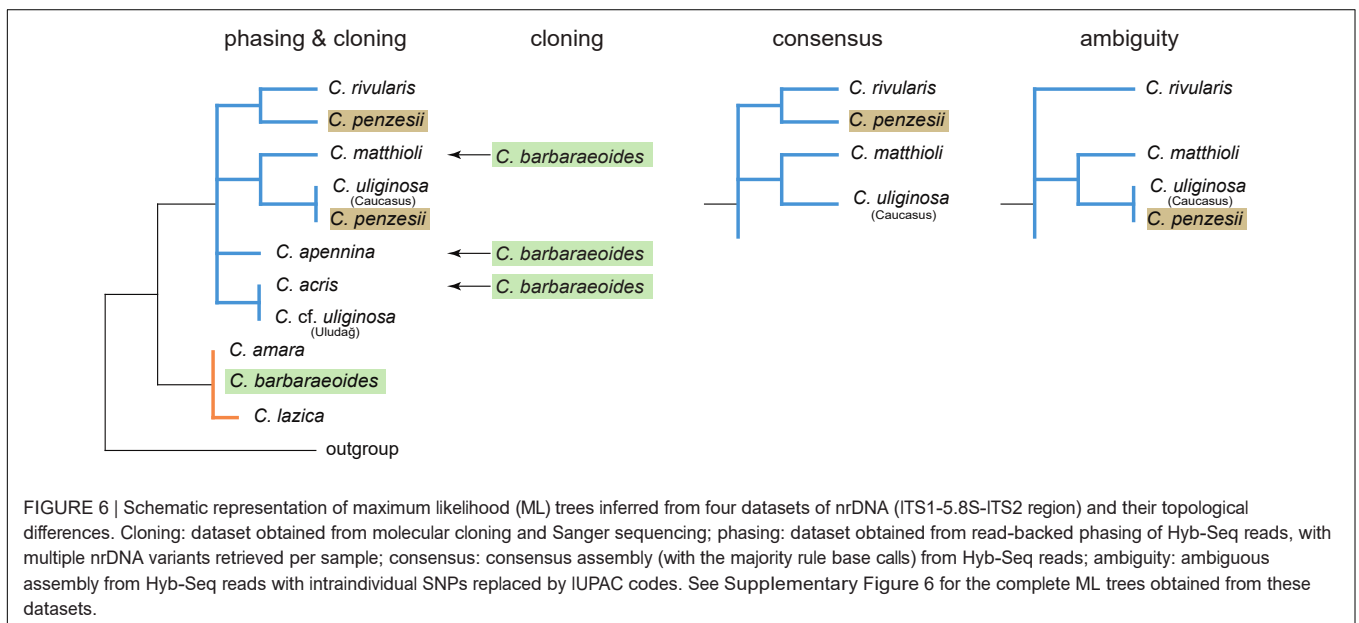 phasing & cloning
cloning
consensus
ambiguity
C. rivularis
C. penzesii
C. matthioli
C. uliginosa
(Caucasus)
C. penzesii
C. apennina
C. acris
C. cf. uliginosa
(Uludağ)
C. amara
C. barbaraeoides
C. lazica
outgroup
C. barbaraeoides
C. barbaraeoides
C. barbaraeoides
C. rivularis
C. penzesii
C. matthioli
C. uliginosa
(Caucasus)
C. rivularis
C. matthioli
C. uliginosa
(Caucasus)
C. penzesii
FIGURE 6 | Schematic representation of maximum likelihood (ML) trees inferred from four datasets of nrDNA (ITS1-5.8S-ITS2 region) and their topological
differences. Cloning: dataset obtained from molecular cloning and Sanger sequencing; phasing: dataset obtained from read-backed phasing of Hyb-Seq reads, with
multiple nrDNA variants retrieved per sample; consensus: consensus assembly (with the majority rule base calls) from Hyb-Seq reads; ambiguity: ambiguous
assembly from Hyb-Seq reads with intraindividual SNPs replaced by IUPAC codes. See Supplementary Figure 6 for the complete ML trees obtained from these
datasets.